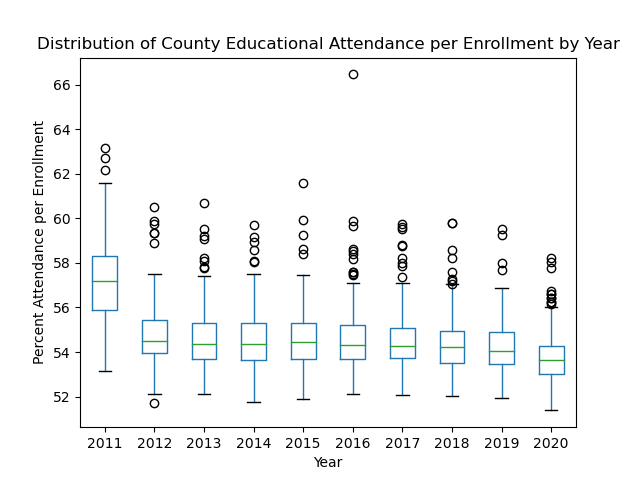 Distribution of County Educational Attendance per Enrollment by Year
Percent Attendance per Enrollment
66
64
62
60
58
56
54
52
2011 2012 2013 2014 2015 2016 2017 2018 2019 2020
Year